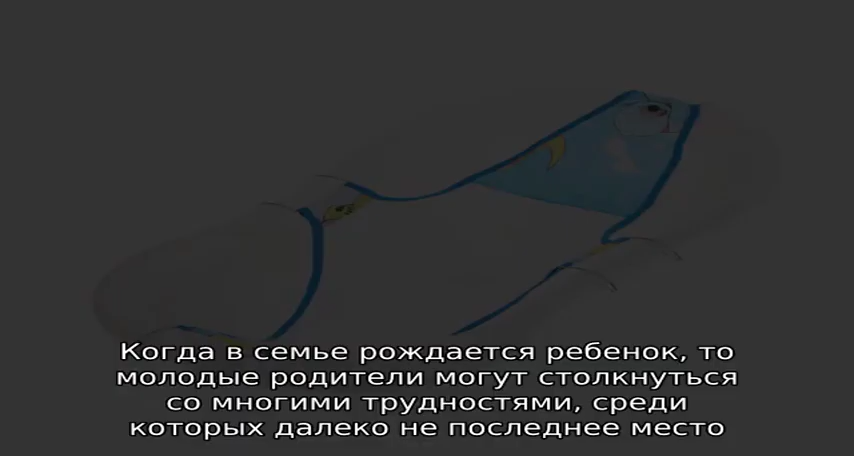 Когда в семье рождается ребенок, то
молодые родители могут столкнуться
со многими трудностями, среди
которых далеко не последнее место